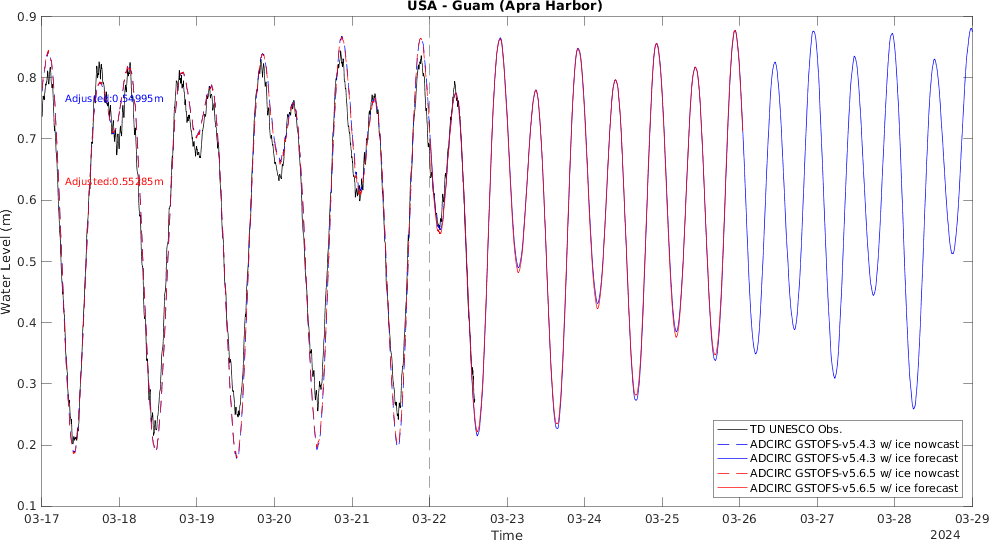 USA - Guam (Apra Harbor)
0.9
0.8
0.7
0.6
0.5
0.4
0.3
0.2
0.1
Water Level (m)
Adjusted:0.54995m
Adjusted:0.55285m
TD UNESCO Obs.
ADCIRC GSTOFS-v5.4.3 w/ ice nowcast
ADCIRC GSTOFS-v5.4.3 w/ ice forecast
ADCIRC GSTOFS-v5.6.5 w/ ice nowcast
ADCIRC GSTOFS-v5.6.5 w/ ice forecast
03-17 03-18 03-19 03-20 03-21 03-22 03-23 03-24 03-25 03-26 03-27 03-28 03-29
Time
2024